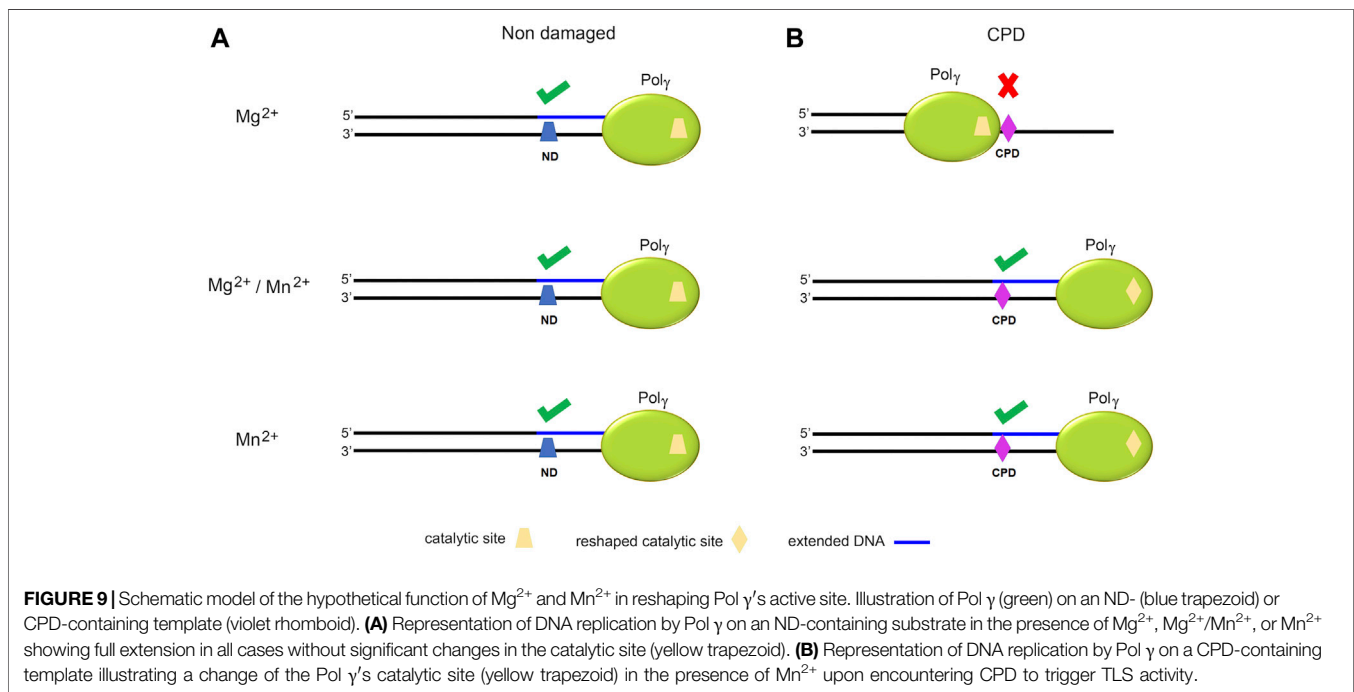 A
Non damaged
B
CPD
Mg2+
Polγ
5’
3’
ND
Polγ
5’
3’
CPD
Mg2+ / Mn2+
Polγ
5’
3’
ND
Polγ
5’
3’
CPD
Mn2+
Polγ
5’
3’
ND
Polγ
5’
3’
CPD
catalytic site
reshaped catalytic site
extended DNA
FIGURE 9 | Schematic model of the hypothetical function of Mg2+ and Mn2+ in reshaping Pol γ′s active site. Illustration of Pol γ (green) on an ND- (blue trapezoid) or
CPD-containing template (violet rhomboid). (A) Representation of DNA replication by Pol γ on an ND-containing substrate in the presence of Mg2+, Mg2+/Mn2+, or Mn2+
showing full extension in all cases without significant changes in the catalytic site (yellow trapezoid). (B) Representation of DNA replication by Pol γ on a CPD-containing
template illustrating a change of the Pol γ′s catalytic site (yellow trapezoid) in the presence of Mn2+ upon encountering CPD to trigger TLS activity.